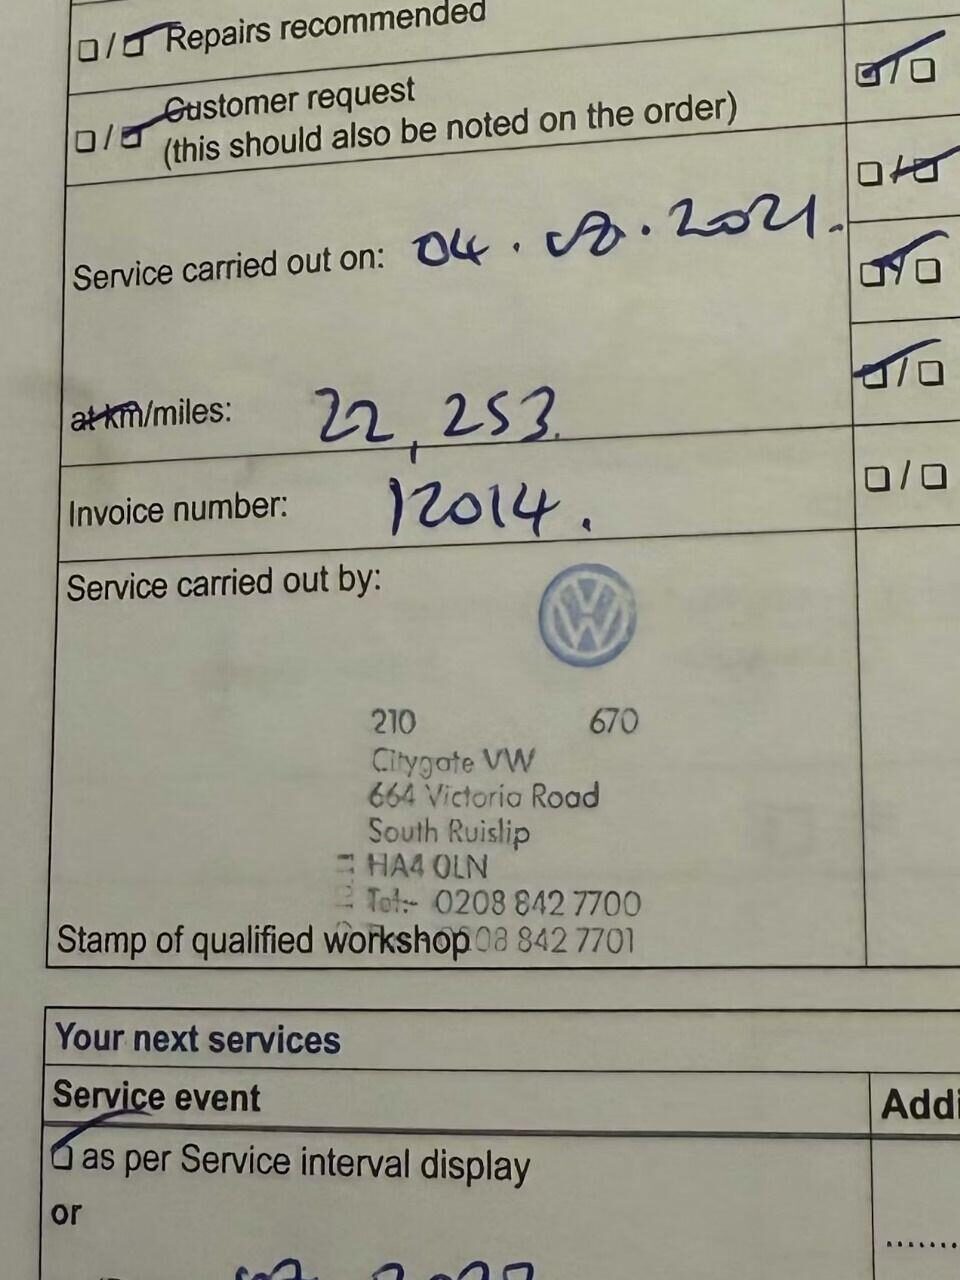 Repairs recommended
Customer request
(this should also be noted on the order)
Service carried out on: 04. 08. 2021.
at km/miles: 22,253.
Invoice number: 12014.
Service carried out by:
210 670
Citygate VW
664 Victoria Road
South Ruislip
HA4 0LN
Tel:- 0208 842 7700
Stamp of qualified workshop 08 842 7701
Your next services
Service event
Addi
as per Service interval display
or